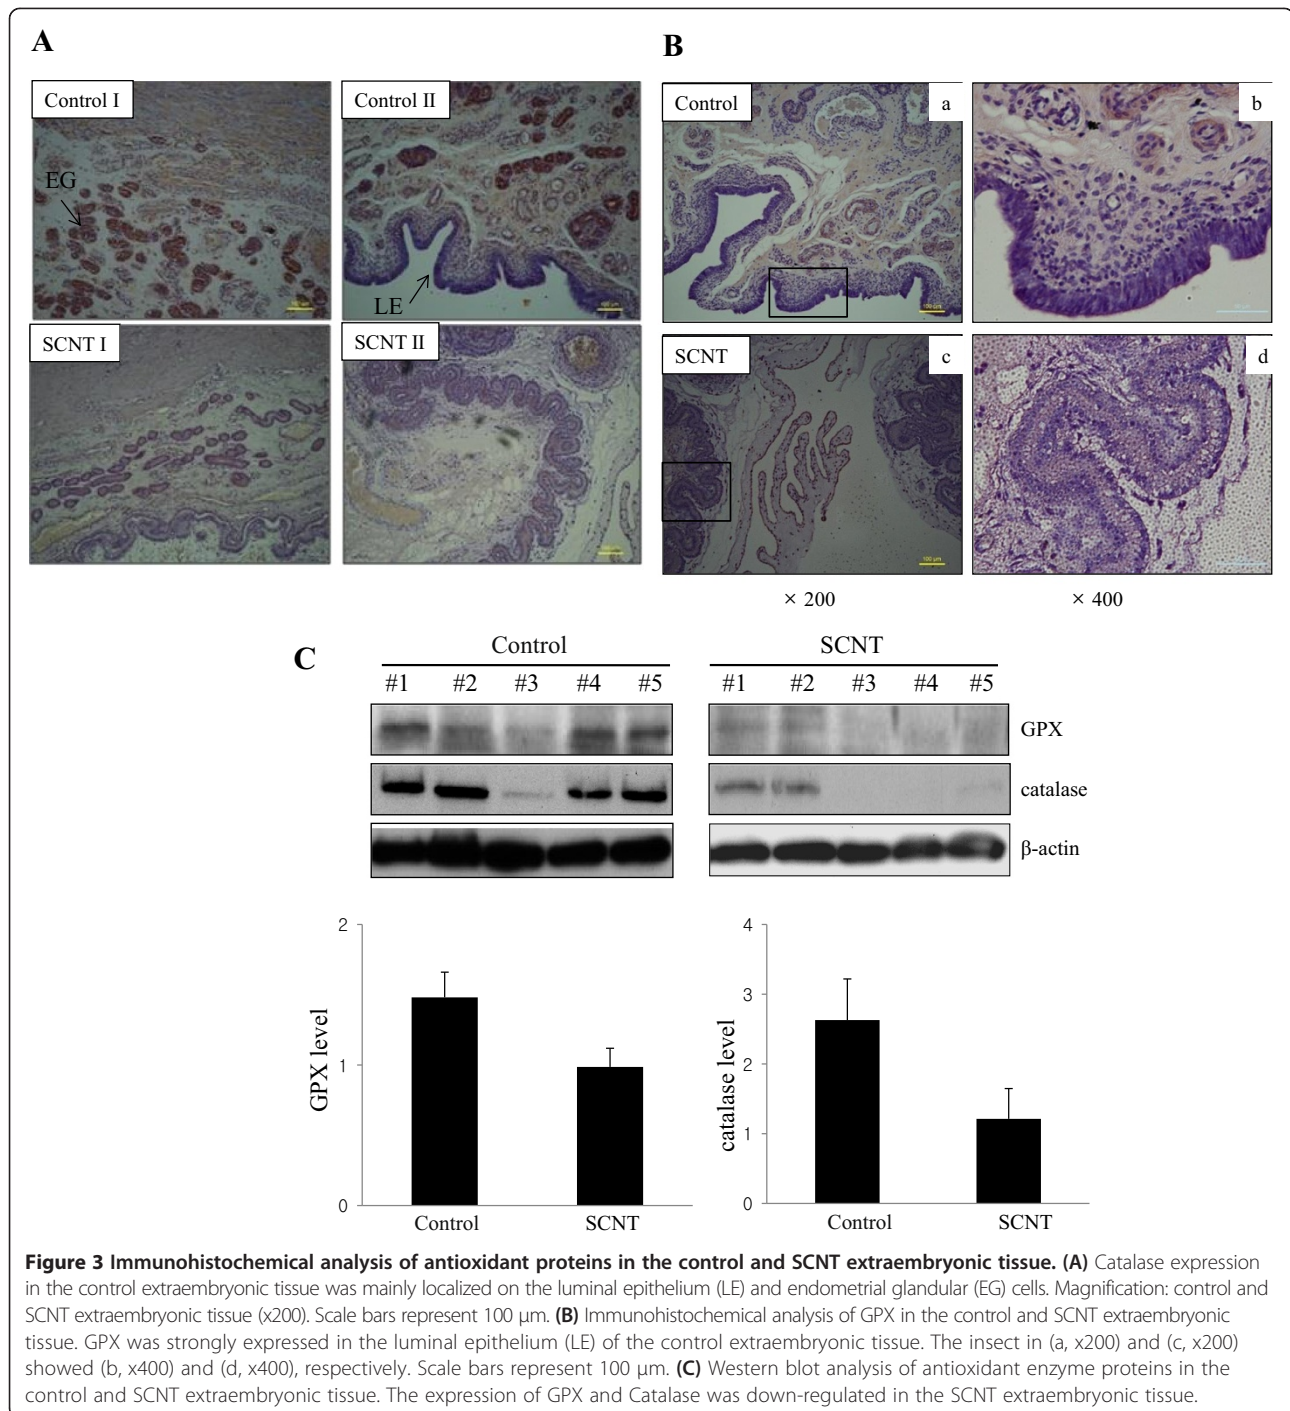 A
B
Control I
Control II
EG
LE
SCNT I
SCNT II
100 µm
Control
a
b
SCNT
c
d
100 µm
× 200
× 400
C
Control
SCNT
#1 #2 #3 #4 #5
#1 #2 #3 #4 #5
GPX
catalase
β-actin
2
1
0
GPX level
Control
SCNT
4
3
2
1
0
catalase level
Control
SCNT
Figure 3 Immunohistochemical analysis of antioxidant proteins in the control and SCNT extraembryonic tissue. (A) Catalase expression
in the control extraembryonic tissue was mainly localized on the luminal epithelium (LE) and endometrial glandular (EG) cells. Magnification: control and
SCNT extraembryonic tissue (x200). Scale bars represent 100 µm. (B) Immunohistochemical analysis of GPX in the control and SCNT extraembryonic
tissue. GPX was strongly expressed in the luminal epithelium (LE) of the control extraembryonic tissue. The insect in (a, x200) and (c, x200)
showed (b, x400) and (d, x400), respectively. Scale bars represent 100 µm. (C) Western blot analysis of antioxidant enzyme proteins in the
control and SCNT extraembryonic tissue. The expression of GPX and Catalase was down-regulated in the SCNT extraembryonic tissue.